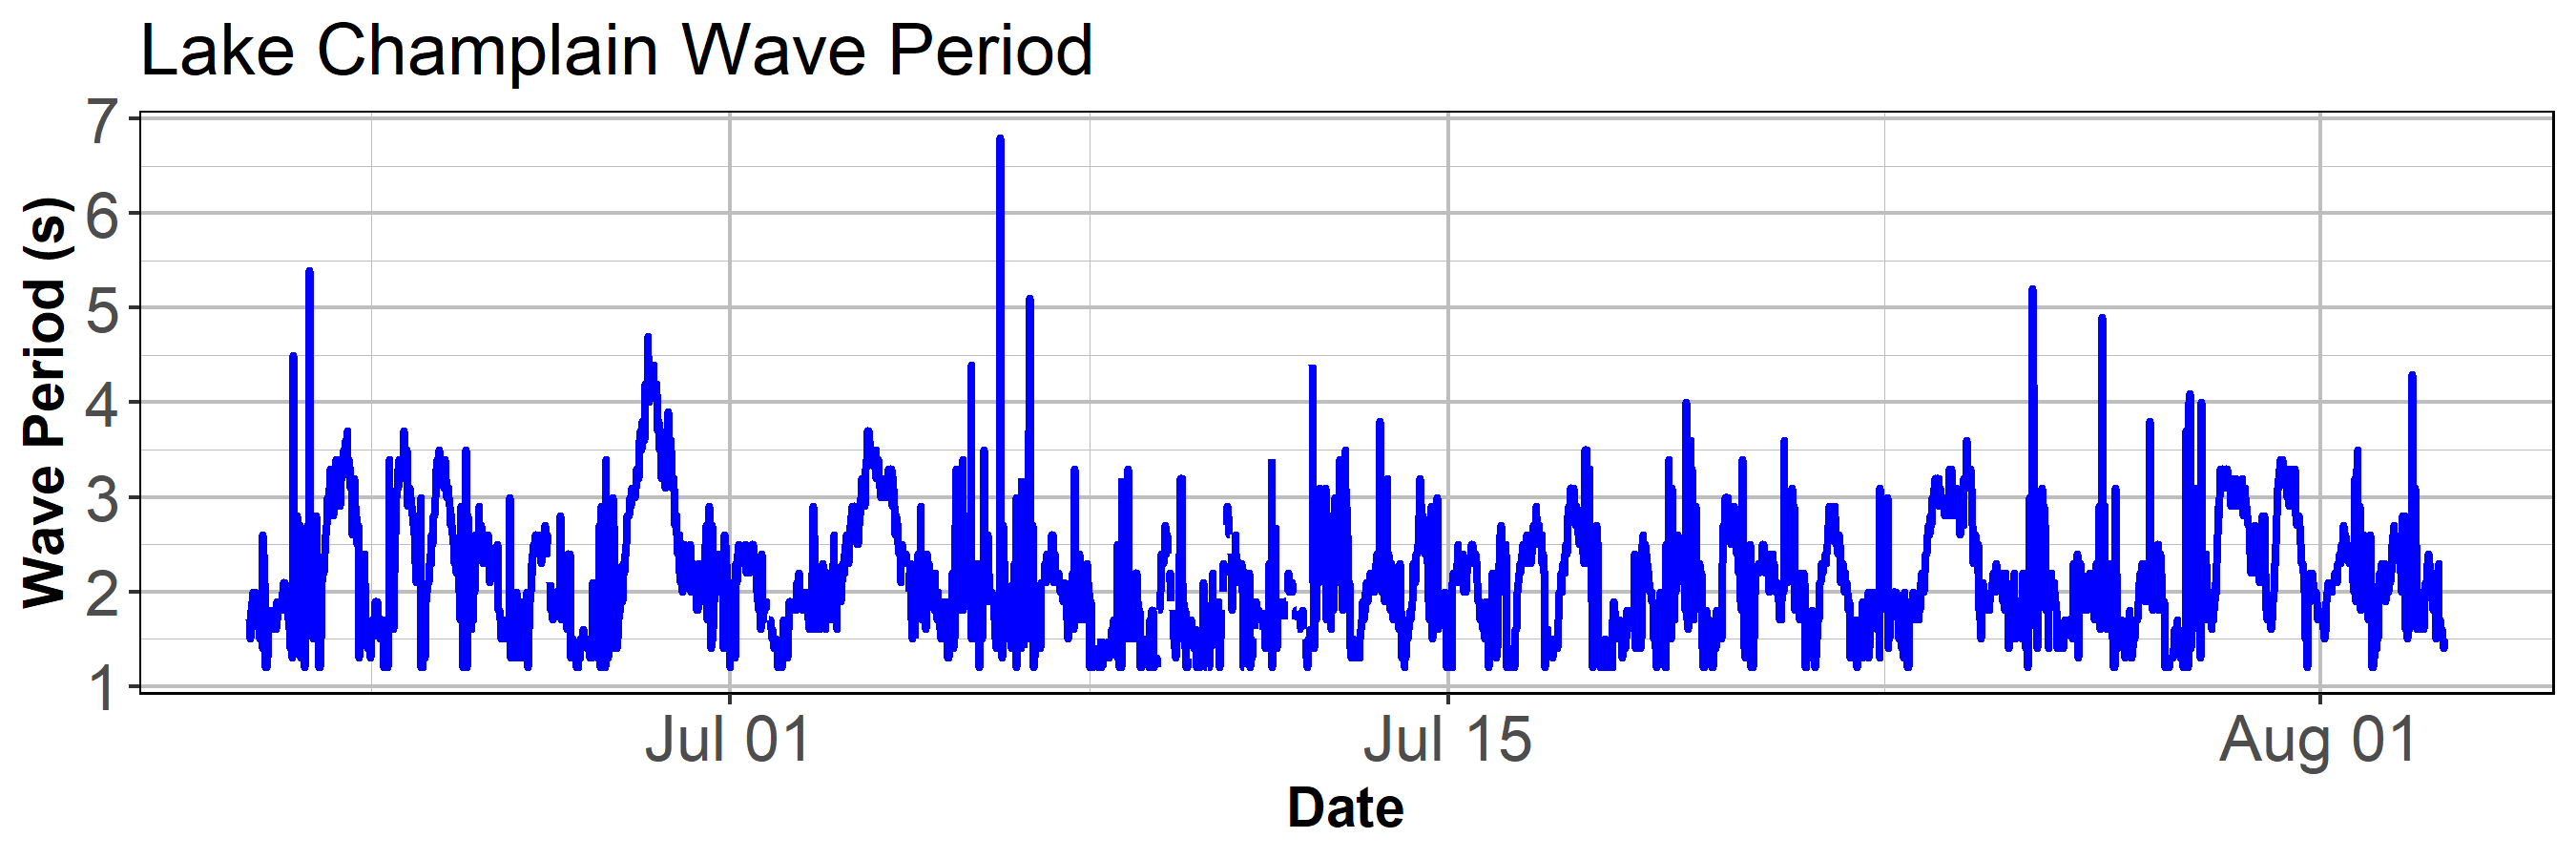 Lake Champlain Wave Period
Wave Period (s)
7
6
5
4
3
2
1
Jul 01
Jul 15
Aug 01
Date